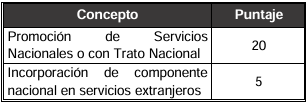 Concepto Puntaje
Promoción de Servicios
Nacionales o con Trato Nacional
20
Incorporación de componente
nacional en servicios extranjeros
5